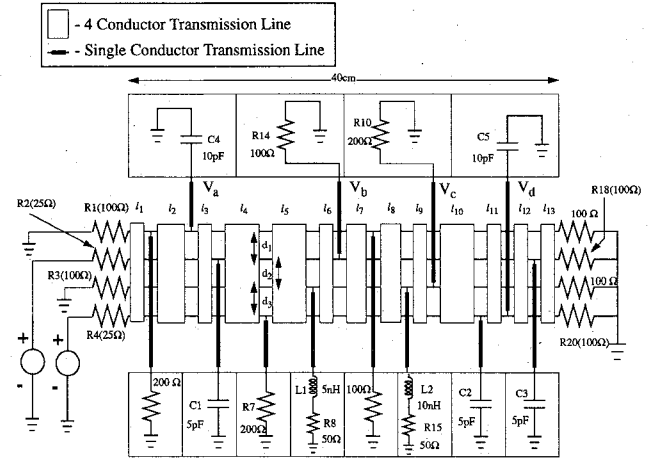 - 4 Conductor Transmission Line
- Single Conductor Transmission Line
40cm
C4
10pF
R14
100Ω
R10
200Ω
C5
10pF
Va
Vb
Vc
Vd
R18(100Ω)
R2(25Ω)
R1(100Ω)
l1
l2
l3
l4
l5
l6
l7
l8
l9
l10
l11
l12
l13
100 Ω
d1
d2
d3
R3(100Ω)
100 Ω
R4(25Ω)
R20(100Ω)
+
-
+
-
200 Ω
C1
5pF
R7
200Ω
L1
5nH
R8
50Ω
100Ω
L2
10nH
R15
50Ω
C2
5pF
C3
5pF